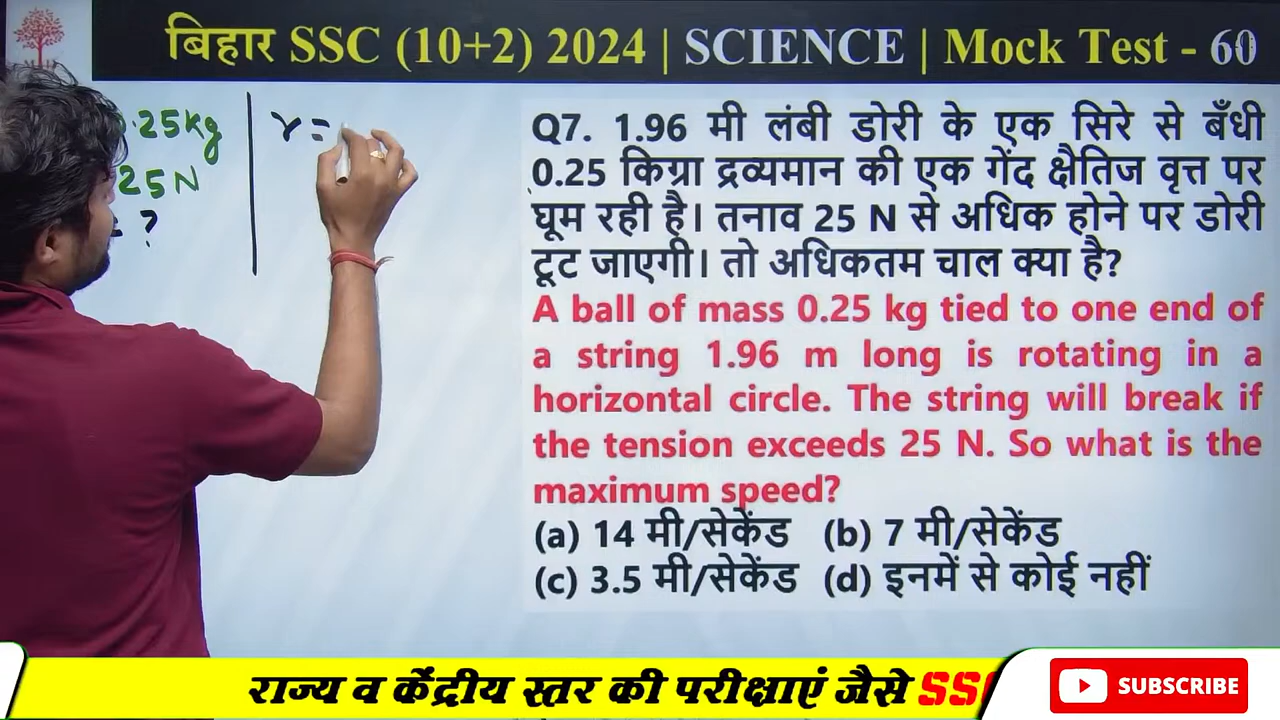 बिहार SSC (10+2) 2024 | SCIENCE | Mock Test - 60
.25kg
25 N
= ?
r =
Q7. 1.96 मी लंबी डोरी के एक सिरे से बँधी
0.25 किग्रा द्रव्यमान की एक गेंद क्षैतिज वृत्त पर
घूम रही है। तनाव 25 N से अधिक होने पर डोरी
टूट जाएगी। तो अधिकतम चाल क्या है?
A ball of mass 0.25 kg tied to one end of
a string 1.96 m long is rotating in a
horizontal circle. The string will break if
the tension exceeds 25 N. So what is the
maximum speed?
(a) 14 मी/सेकेंड (b) 7 मी/सेकेंड
(c) 3.5 मी/सेकेंड (d) इनमें से कोई नहीं
राज्य व केंद्रीय स्तर की परीक्षाएं जैसे SSC
SUBSCRIBE